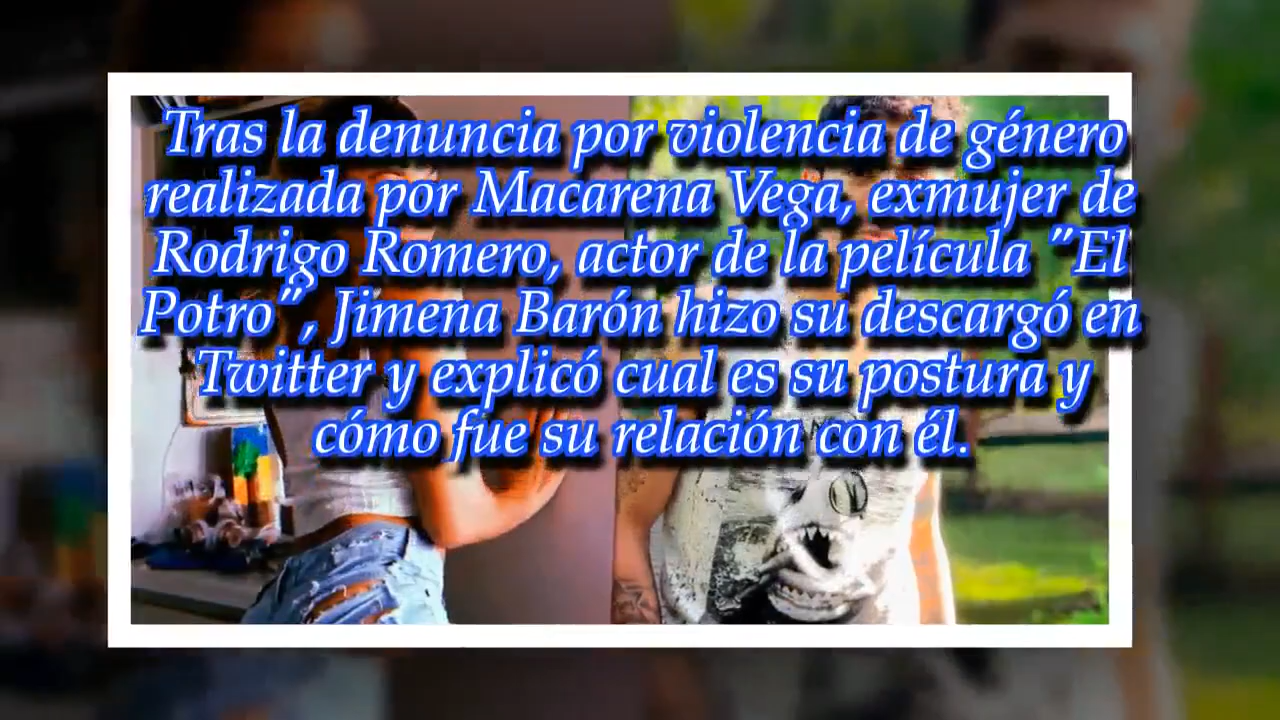 Tras la denuncia por violencia de género
realizada por Macarena Vega, exmujer de
Rodrigo Romero, actor de la película "El
Potro", Jimena Barón hizo su descargó en
Twitter y explicó cual es su postura y
cómo fue su relación con él.